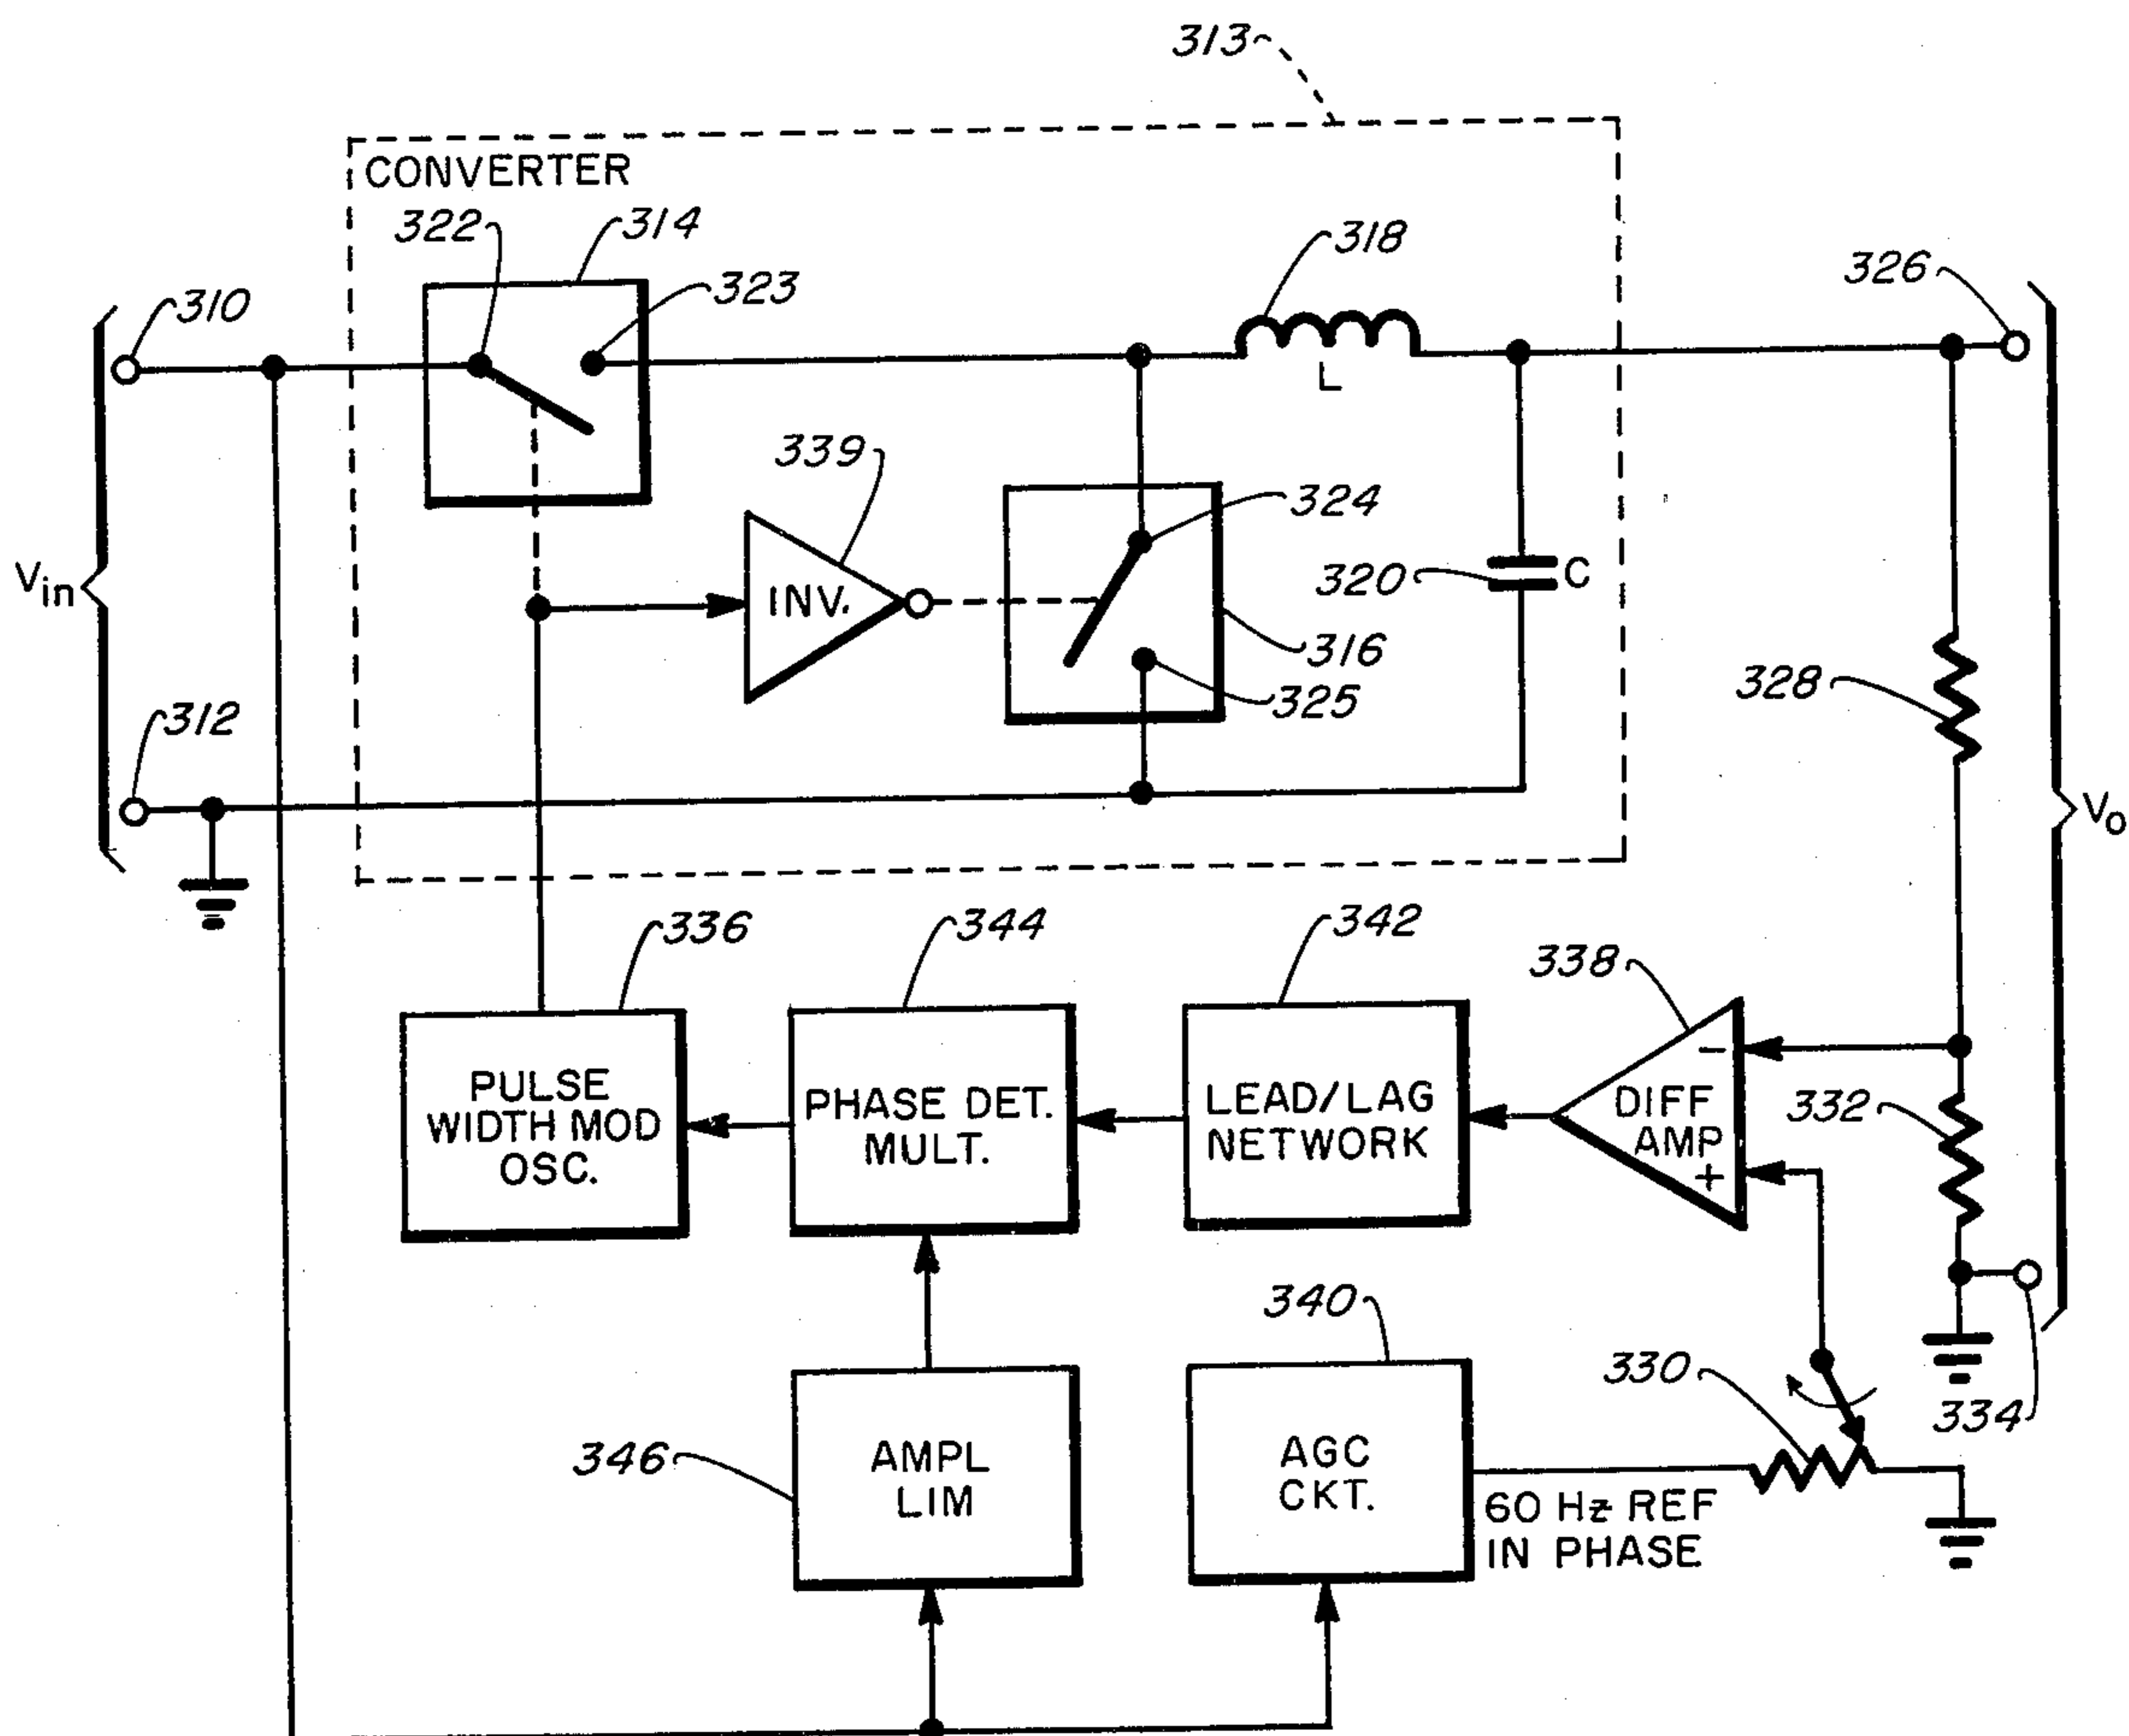 313
CONVERTER
322
314
323
318
326
310
L
339
324
Vin
INV.
320
C
316
328
325
312
Vo
336
344
342
338
PULSE
WIDTH MOD
OSC.
PHASE DET.
MULT.
LEAD/LAG
NETWORK
-
DIFF
AMP
+
332
340
330
334
346
AMPL
LIM
AGC
CKT.
60 Hz REF
IN PHASE